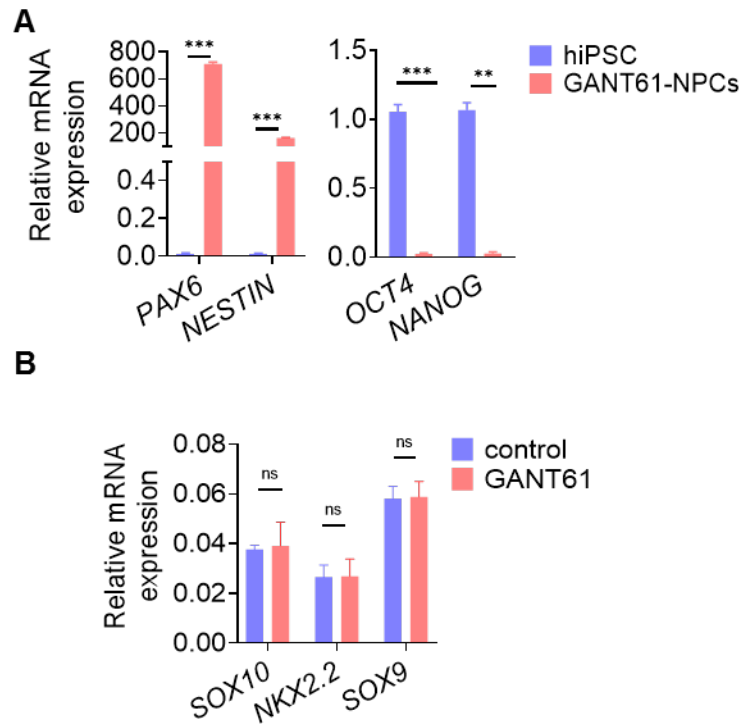 A
Relative mRNA
expression
800
600
400
200
0.4
0.2
0.0
***
***
PAX6
NESTIN
1.5
1.0
0.5
0.0
***
**
OCT4
NANOG
hiPSC
GANT61-NPCs
B
Relative mRNA
expression
0.08
0.06
0.04
0.02
0.00
ns
ns
ns
SOX10
NKX2.2
SOX9
control
GANT61